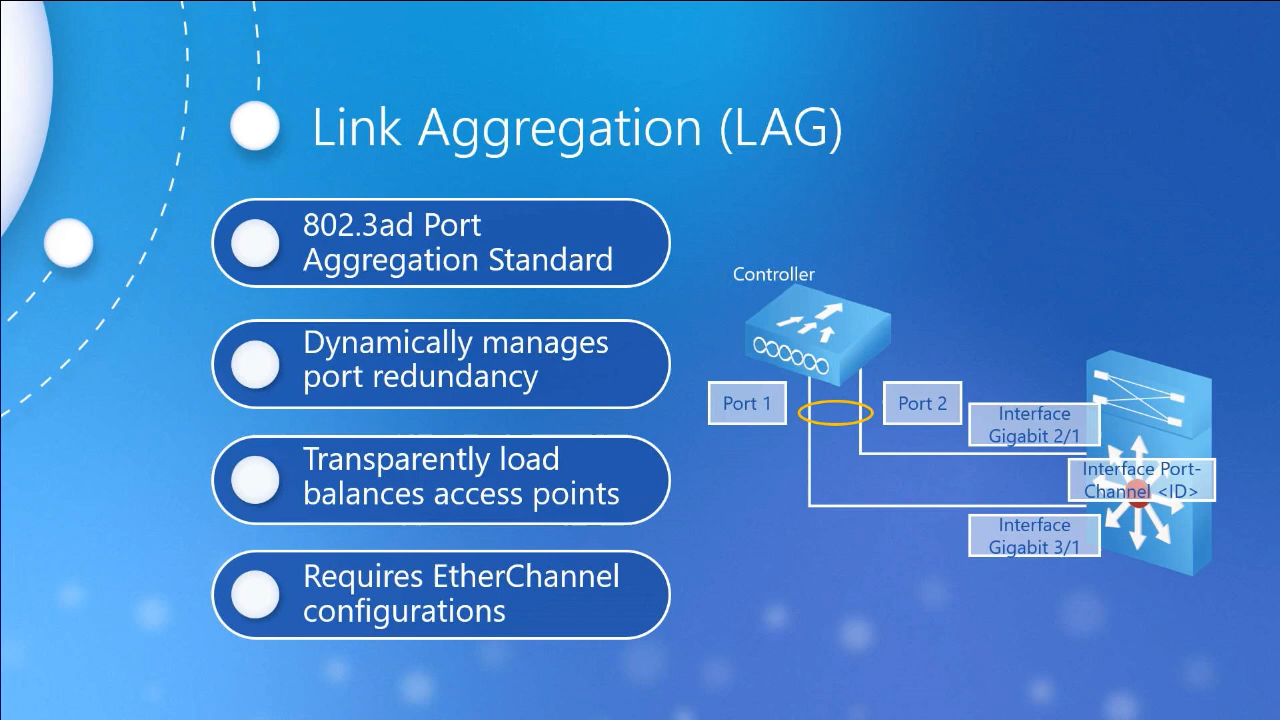 Link Aggregation (LAG)
802.3ad Port
Aggregation Standard
Dynamically manages
port redundancy
Transparently load
balances access points
Requires EtherChannel
configurations
Controller
Port 1
Port 2
Interface
Gigabit 2/1
Interface Port-
Channel <ID>
Interface
Gigabit 3/1